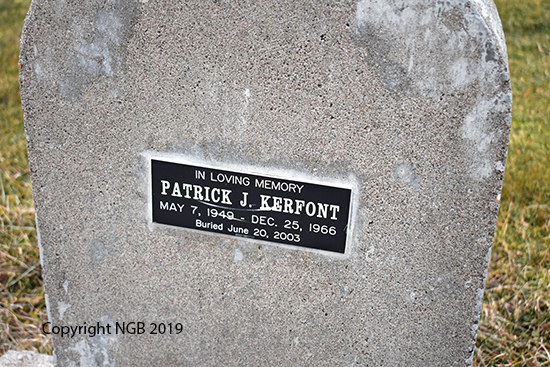 IN LOVING MEMORY
PATRICK J. KERFONT
MAY 7, 1949 - DEC. 25, 1966
Buried June 20, 2003
Copyright NGB 2019